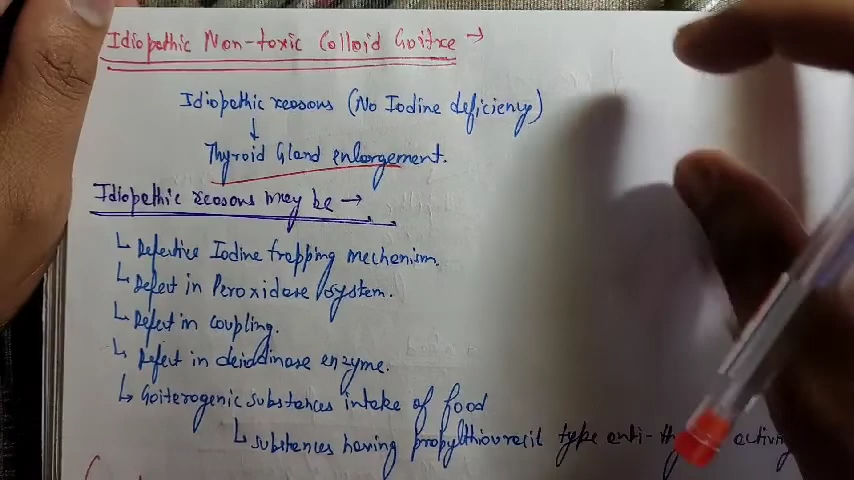 Idiopathic Non-toxic Colloid Goitre →
Idiopathic reasons (No Iodine deficieny)
↓
Thyroid Gland enlargement.
Idiopathic reasons may be →
↳ Defective Iodine trapping mechenism.
↳ Defect in Peroxidase system.
↳ Defect in coupling.
↳ Defect in deiodinase enzyme.
↳ Goiterogenic substances intake of food
↳ substances having propylthiouracil type anti-